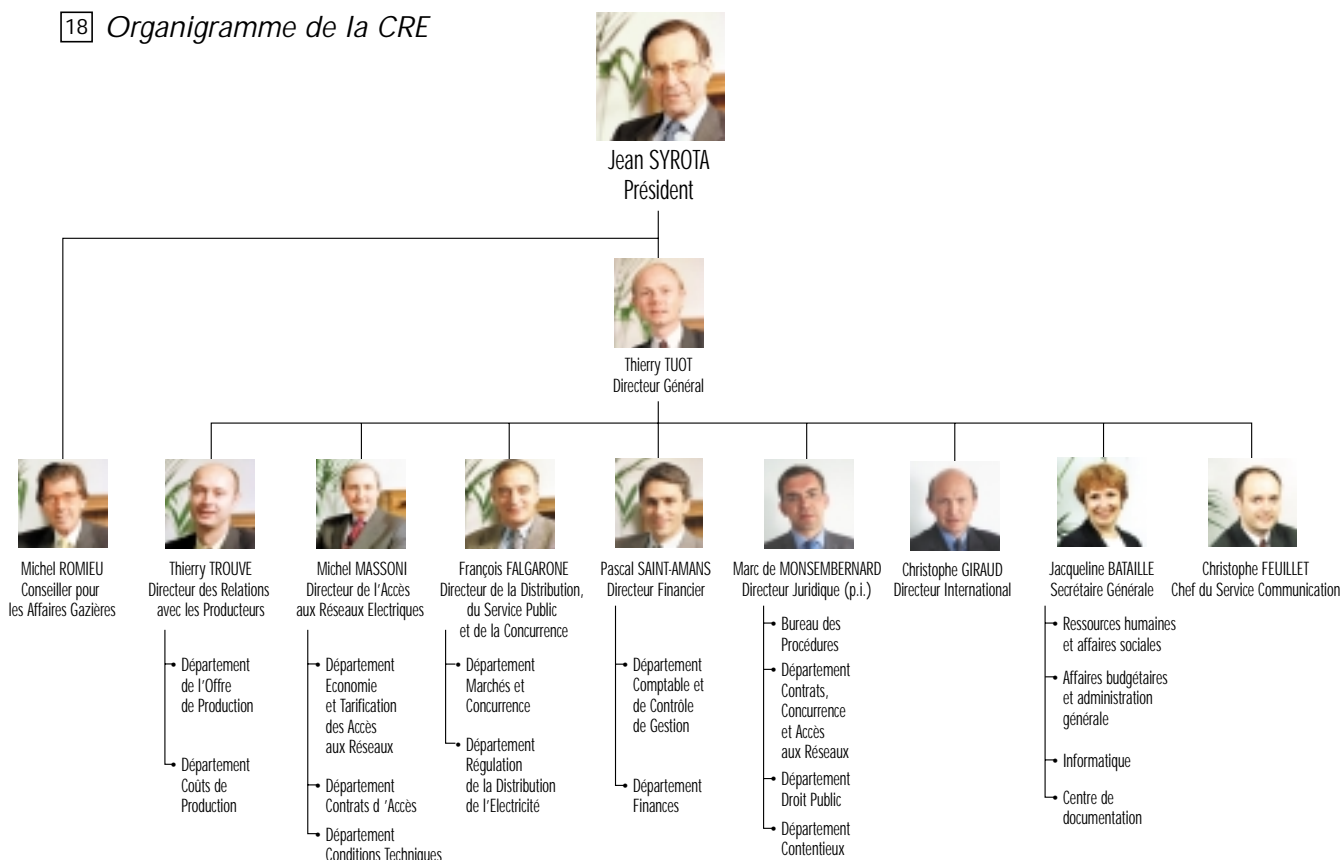 18 Organigramme de la CRE
Jean SYROTA
Président
Thierry TUOT
Directeur Général
Michel ROMIEU
Conseiller pour
les Affaires Gazières
Thierry TROUVE
Directeur des Relations
avec les Producteurs
• Département
de l'Offre
de Production
• Département
Coûts de
Production
Michel MASSONI
Directeur de l'Accès
aux Réseaux Electriques
• Département
Economie
et Tarification
des Accès
aux Réseaux
• Département
Contrats d 'Accès
• Département
Conditions Techniques
François FALGARONE
Directeur de la Distribution,
du Service Public
et de la Concurrence
• Département
Marchés et
Concurrence
• Département
Régulation
de la Distribution
de l'Electricité
Pascal SAINT-AMANS
Directeur Financier
• Département
Comptable et
de Contrôle
de Gestion
• Département
Finances
Marc de MONSEMBERNARD
Directeur Juridique (p.i.)
• Bureau des
Procédures
• Département
Contrats,
Concurrence
et Accès
aux Réseaux
• Département
Droit Public
• Département
Contentieux
Christophe GIRAUD
Directeur International
Jacqueline BATAILLE
Secrétaire Générale
• Ressources humaines
et affaires sociales
• Affaires budgétaires
et administration
générale
• Informatique
• Centre de
documentation
Christophe FEUILLET
Chef du Service Communication